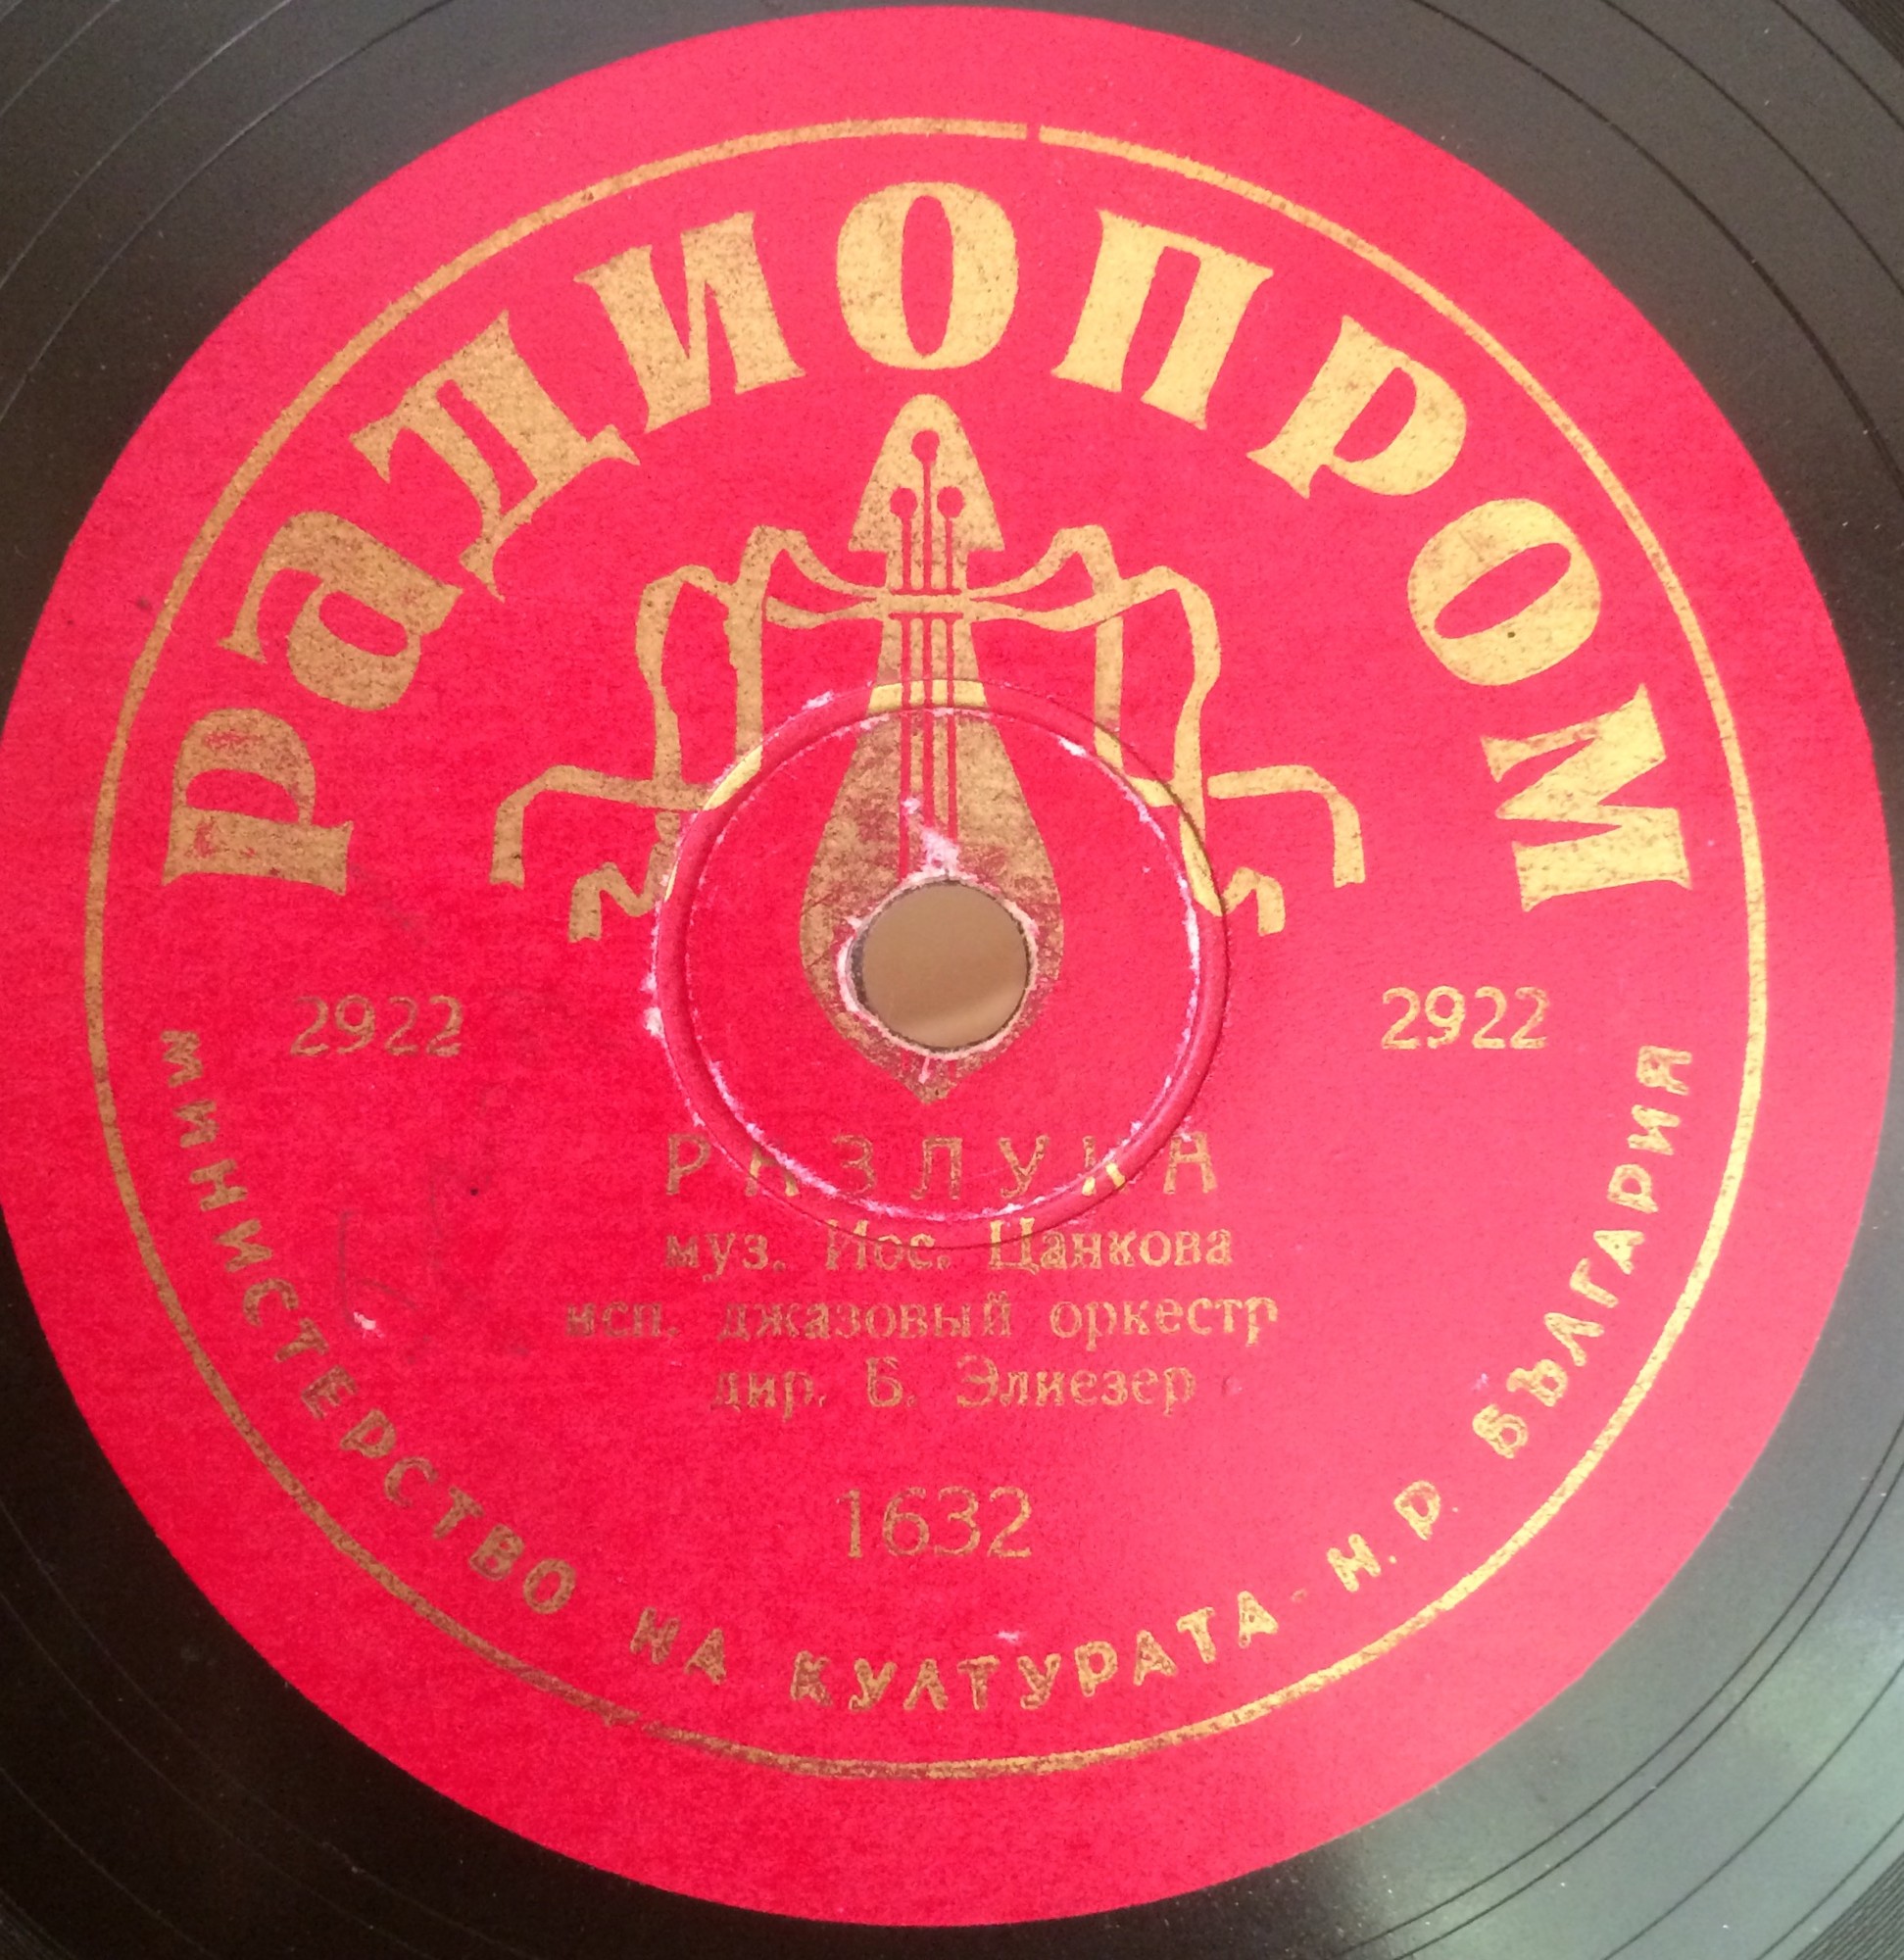 Радиопром
2922 2922
РАЗЛУКА
муз. Иос. Цанкова
исп. джазовый оркестр
дир. Б. Элиезер
1632
МИНИСТЕРСТВО НА КУЛТУРАТА - Н.Р. БЪЛГАРИЯ